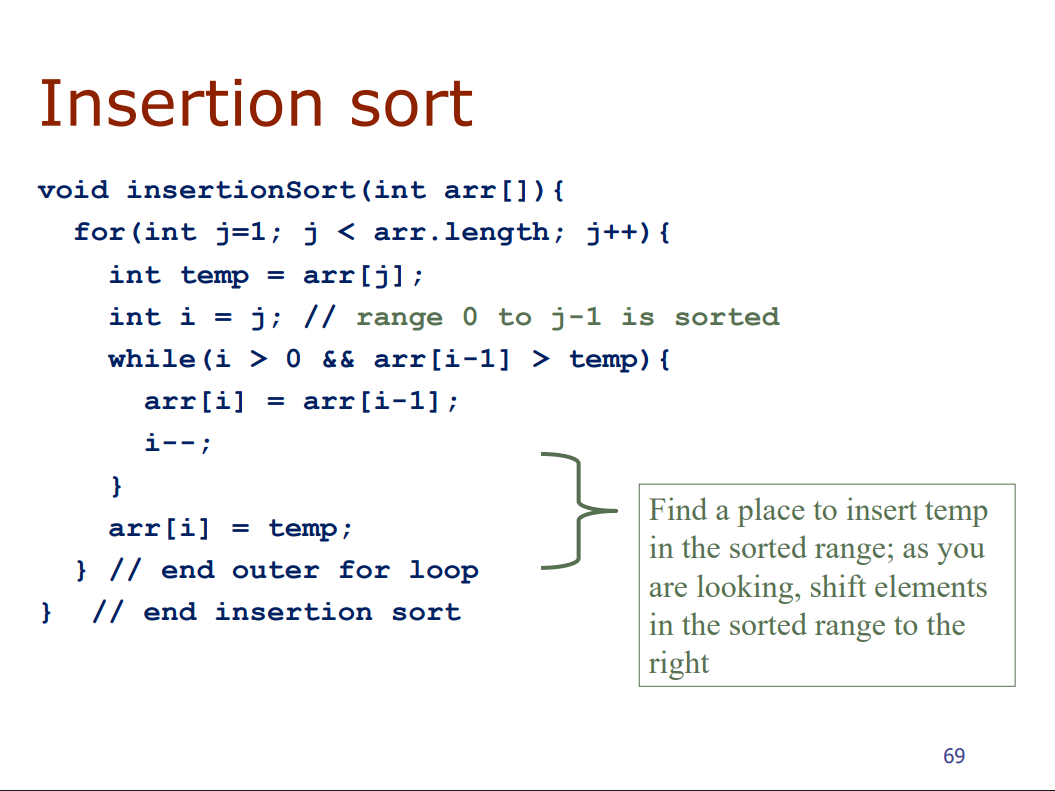 Insertion sort
void insertionSort(int arr[]){
for(int j=1; j < arr.length; j++){
int temp = arr[j];
int i = j; // range 0 to j-1 is sorted
while(i > 0 && arr[i-1] > temp){
arr[i] = arr[i-1];
i--;
}
arr[i] = temp;
} // end outer for loop
} // end insertion sort
Find a place to insert temp
in the sorted range; as you
are looking, shift elements
in the sorted range to the
right
69